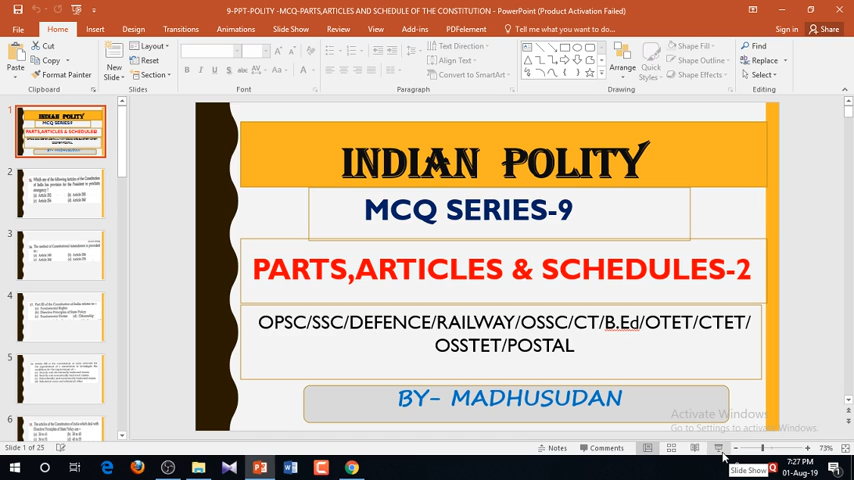 9-PPT-POLITY -MCQ-PARTS,ARTICLES AND SCHEDULE OF THE CONSTITUTION - PowerPoint (Product Activation Failed)
File Home Insert Design Transitions Animations Slide Show Review View Add-ins PDFelement Tell me what you want to do... Sign in Share
Paste Cut Copy Format Painter
New Slide Layout Reset Section
Text Direction Align Text Convert to SmartArt
Arrange Quick Styles Shape Fill Shape Outline Shape Effects
Find Replace Select
Clipboard Slides Font Paragraph Drawing Editing
1
2
3
4
5
6
INDIAN POLITY
MCQ SERIES-9
PARTS,ARTICLES & SCHEDULES-2
OPSC/SSC/DEFENCE/RAILWAY/OSSC/CT/B.Ed/OTET/CTET/
OSSTET/POSTAL
BY- MADHUSUDAN
Activate Windows
Go to Settings to activate Windows.
Slide 1 of 25 Notes Comments 73%
Slide Show
7:27 PM
01-Aug-19